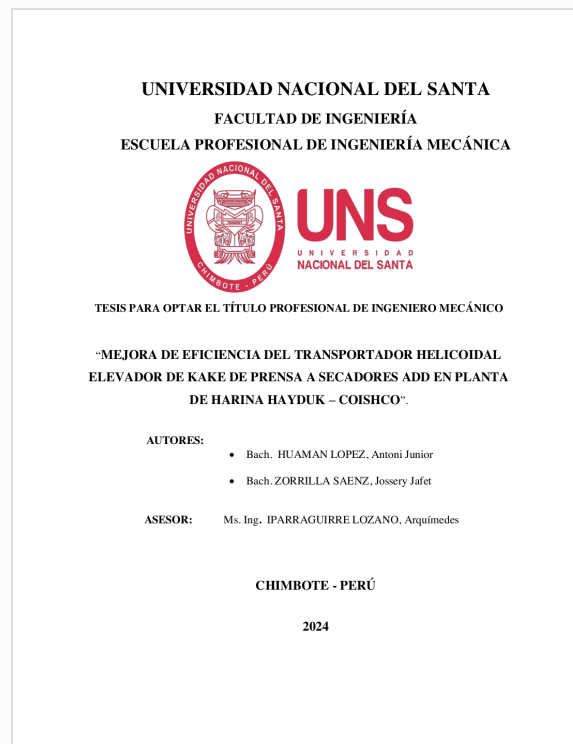 UNIVERSIDAD NACIONAL DEL SANTA
FACULTAD DE INGENIERÍA
ESCUELA PROFESIONAL DE INGENIERÍA MECÁNICA
UNIVERSIDAD NACIONAL DEL SANTA
CHIMBOTE - PERÚ
UNS
UNIVERSIDAD
NACIONAL DEL SANTA
TESIS PARA OPTAR EL TÍTULO PROFESIONAL DE INGENIERO MECÁNICO
“MEJORA DE EFICIENCIA DEL TRANSPORTADOR HELICOIDAL
ELEVADOR DE KAKE DE PRENSA A SECADORES ADD EN PLANTA
DE HARINA HAYDUK – COISHCO”.
AUTORES:
• Bach. HUAMAN LOPEZ, Antoni Junior
• Bach. ZORRILLA SAENZ, Jossery Jafet
ASESOR: Ms. Ing. IPARRAGUIRRE LOZANO, Arquímedes
CHIMBOTE - PERÚ
2024